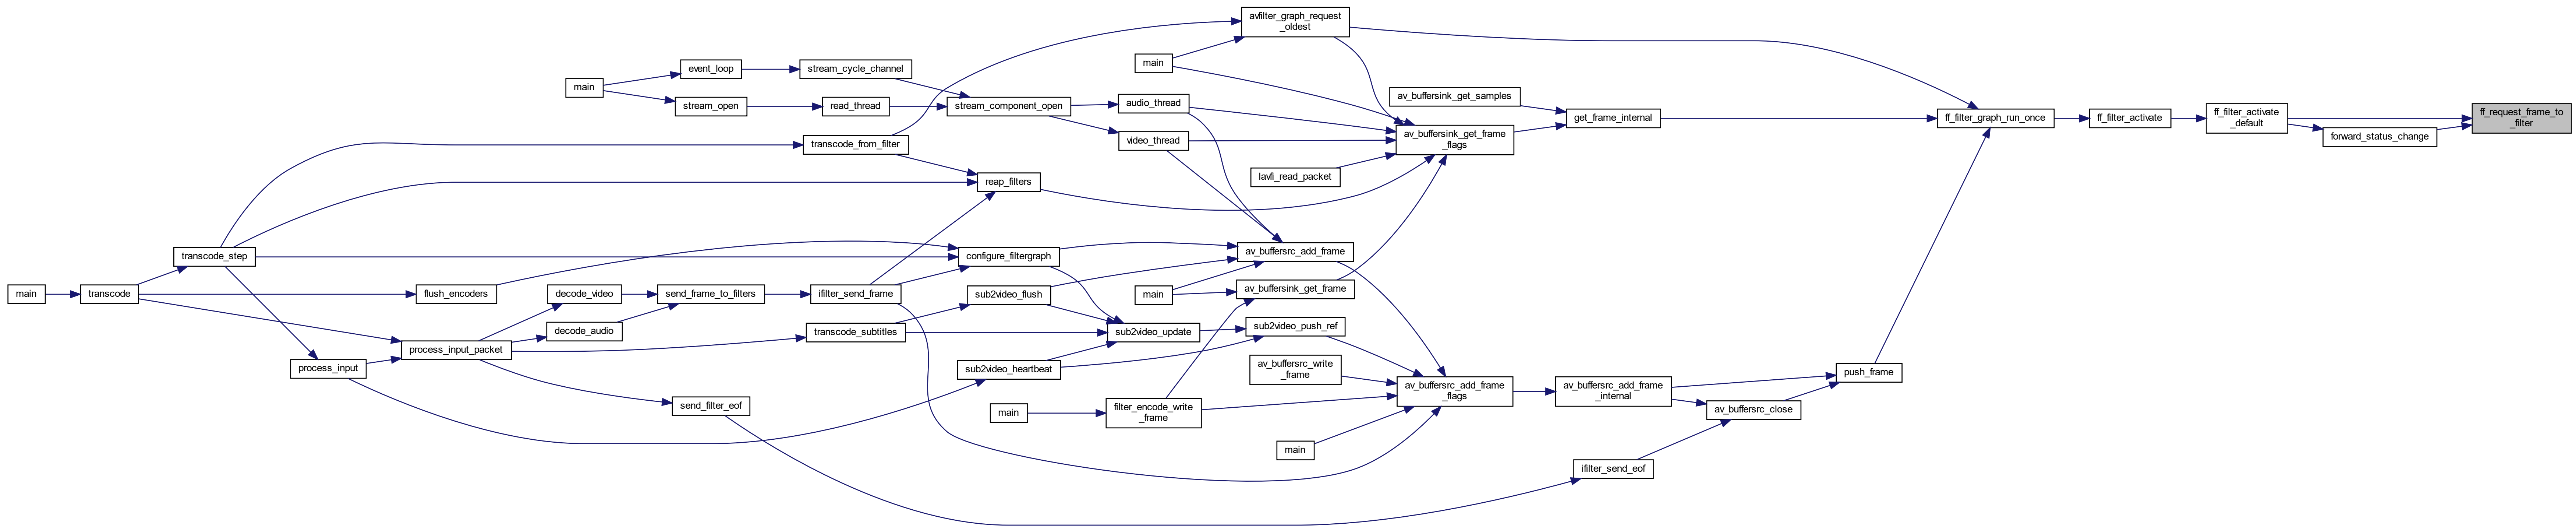 avfilter_graph_request
_oldest
main
event_loop
stream_cycle_channel
main
stream_open
read_thread
stream_component_open
audio_thread
av_buffersink_get_samples
get_frame_internal
ff_filter_graph_run_once
ff_filter_activate
ff_filter_activate
_default
ff_request_frame_to
_filter
forward_status_change
transcode_from_filter
video_thread
av_buffersink_get_frame
_flags
lavfi_read_packet
reap_filters
transcode_step
configure_filtergraph
av_buffersrc_add_frame
main
transcode
flush_encoders
decode_video
send_frame_to_filters
ifilter_send_frame
sub2video_flush
main
av_buffersink_get_frame
decode_audio
transcode_subtitles
sub2video_update
sub2video_push_ref
process_input_packet
process_input
sub2video_heartbeat
av_buffersrc_write
_frame
push_frame
send_filter_eof
main
filter_encode_write
_frame
av_buffersrc_add_frame
_flags
av_buffersrc_add_frame
_internal
av_buffersrc_close
main
ifilter_send_eof